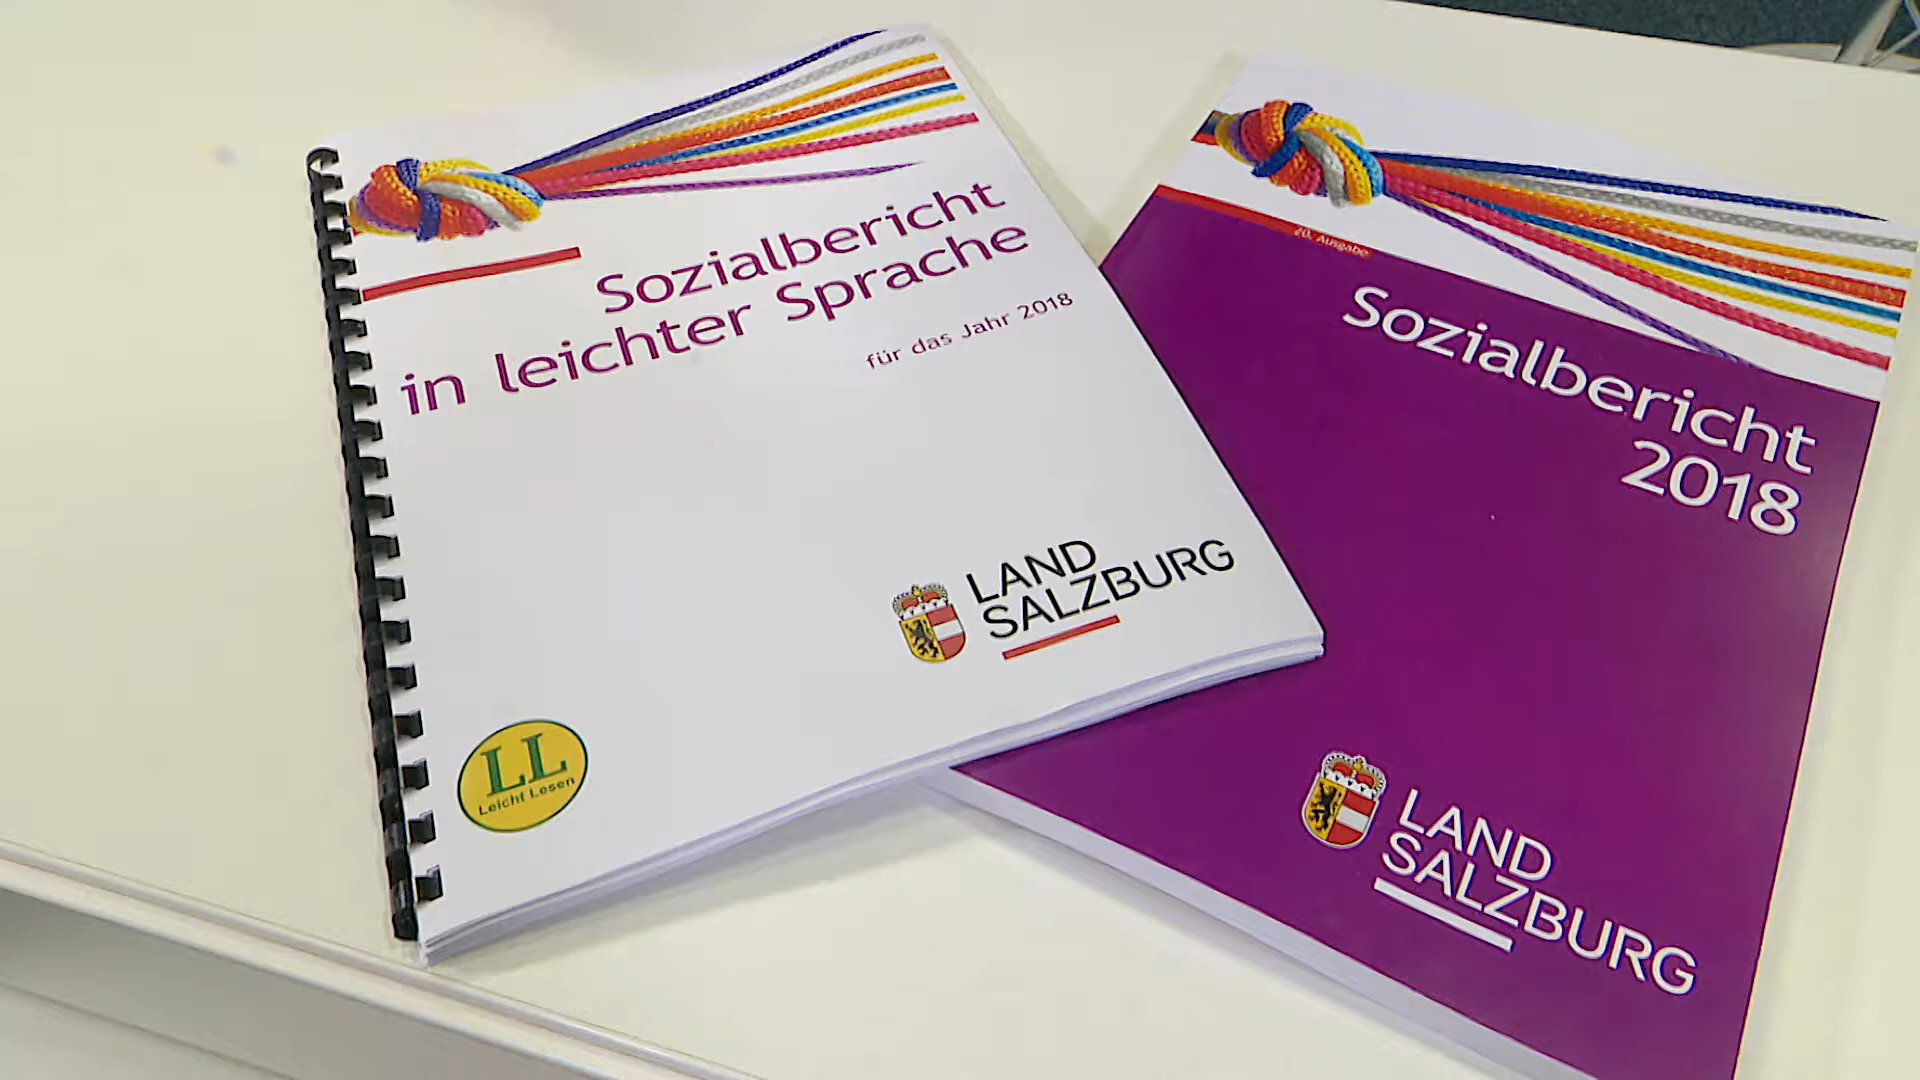 Sozialbericht
in leichter Sprache
für das Jahr 2018
LAND
SALZBURG
LL
Leicht Lesen
20. Ausgabe
Sozialbericht
2018
LAND
SALZBURG